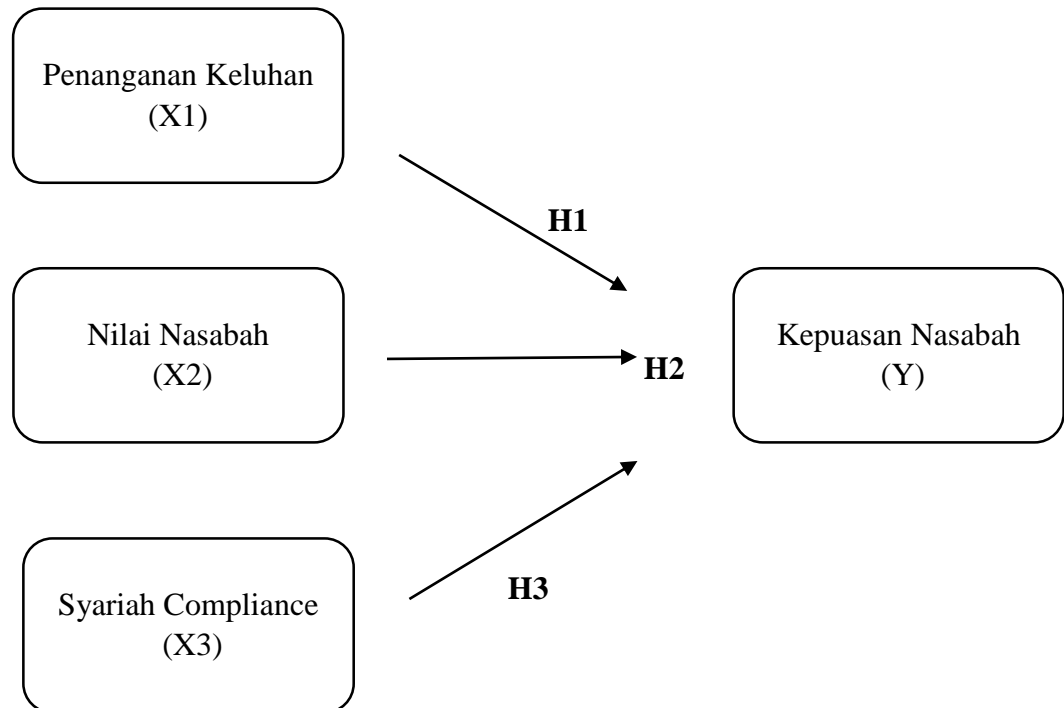 Penanganan Keluhan
(X1)
H1
Nilai Nasabah
(X2)
H2
Kepuasan Nasabah
(Y)
Syariah Compliance
(X3)
H3